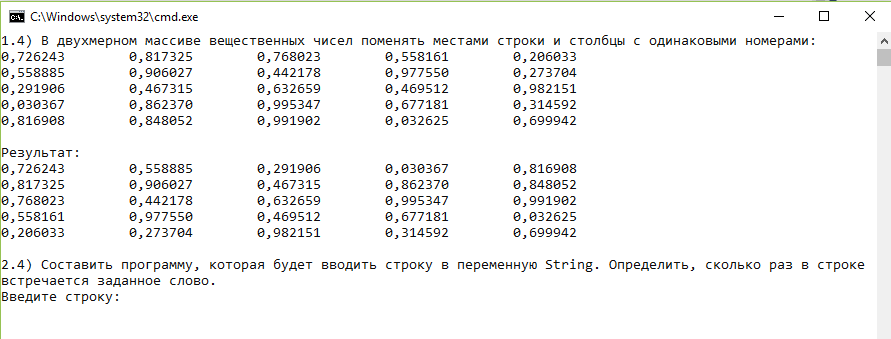 C:\Windows\system32\cmd.exe
1.4) В двухмерном массиве вещественных чисел поменять местами строки и столбцы с одинаковыми номерами:
0,726243 0,817325 0,768023 0,558161 0,206033
0,558885 0,906027 0,442178 0,977550 0,273704
0,291906 0,467315 0,632659 0,469512 0,982151
0,030367 0,862370 0,995347 0,677181 0,314592
0,816908 0,848052 0,991902 0,032625 0,699942
Результат:
0,726243 0,558885 0,291906 0,030367 0,816908
0,817325 0,906027 0,467315 0,862370 0,848052
0,768023 0,442178 0,632659 0,995347 0,991902
0,558161 0,977550 0,469512 0,677181 0,032625
0,206033 0,273704 0,982151 0,314592 0,699942
2.4) Составить программу, которая будет вводить строку в переменную String. Определить, сколько раз в строке
встречается заданное слово.
Введите строку: